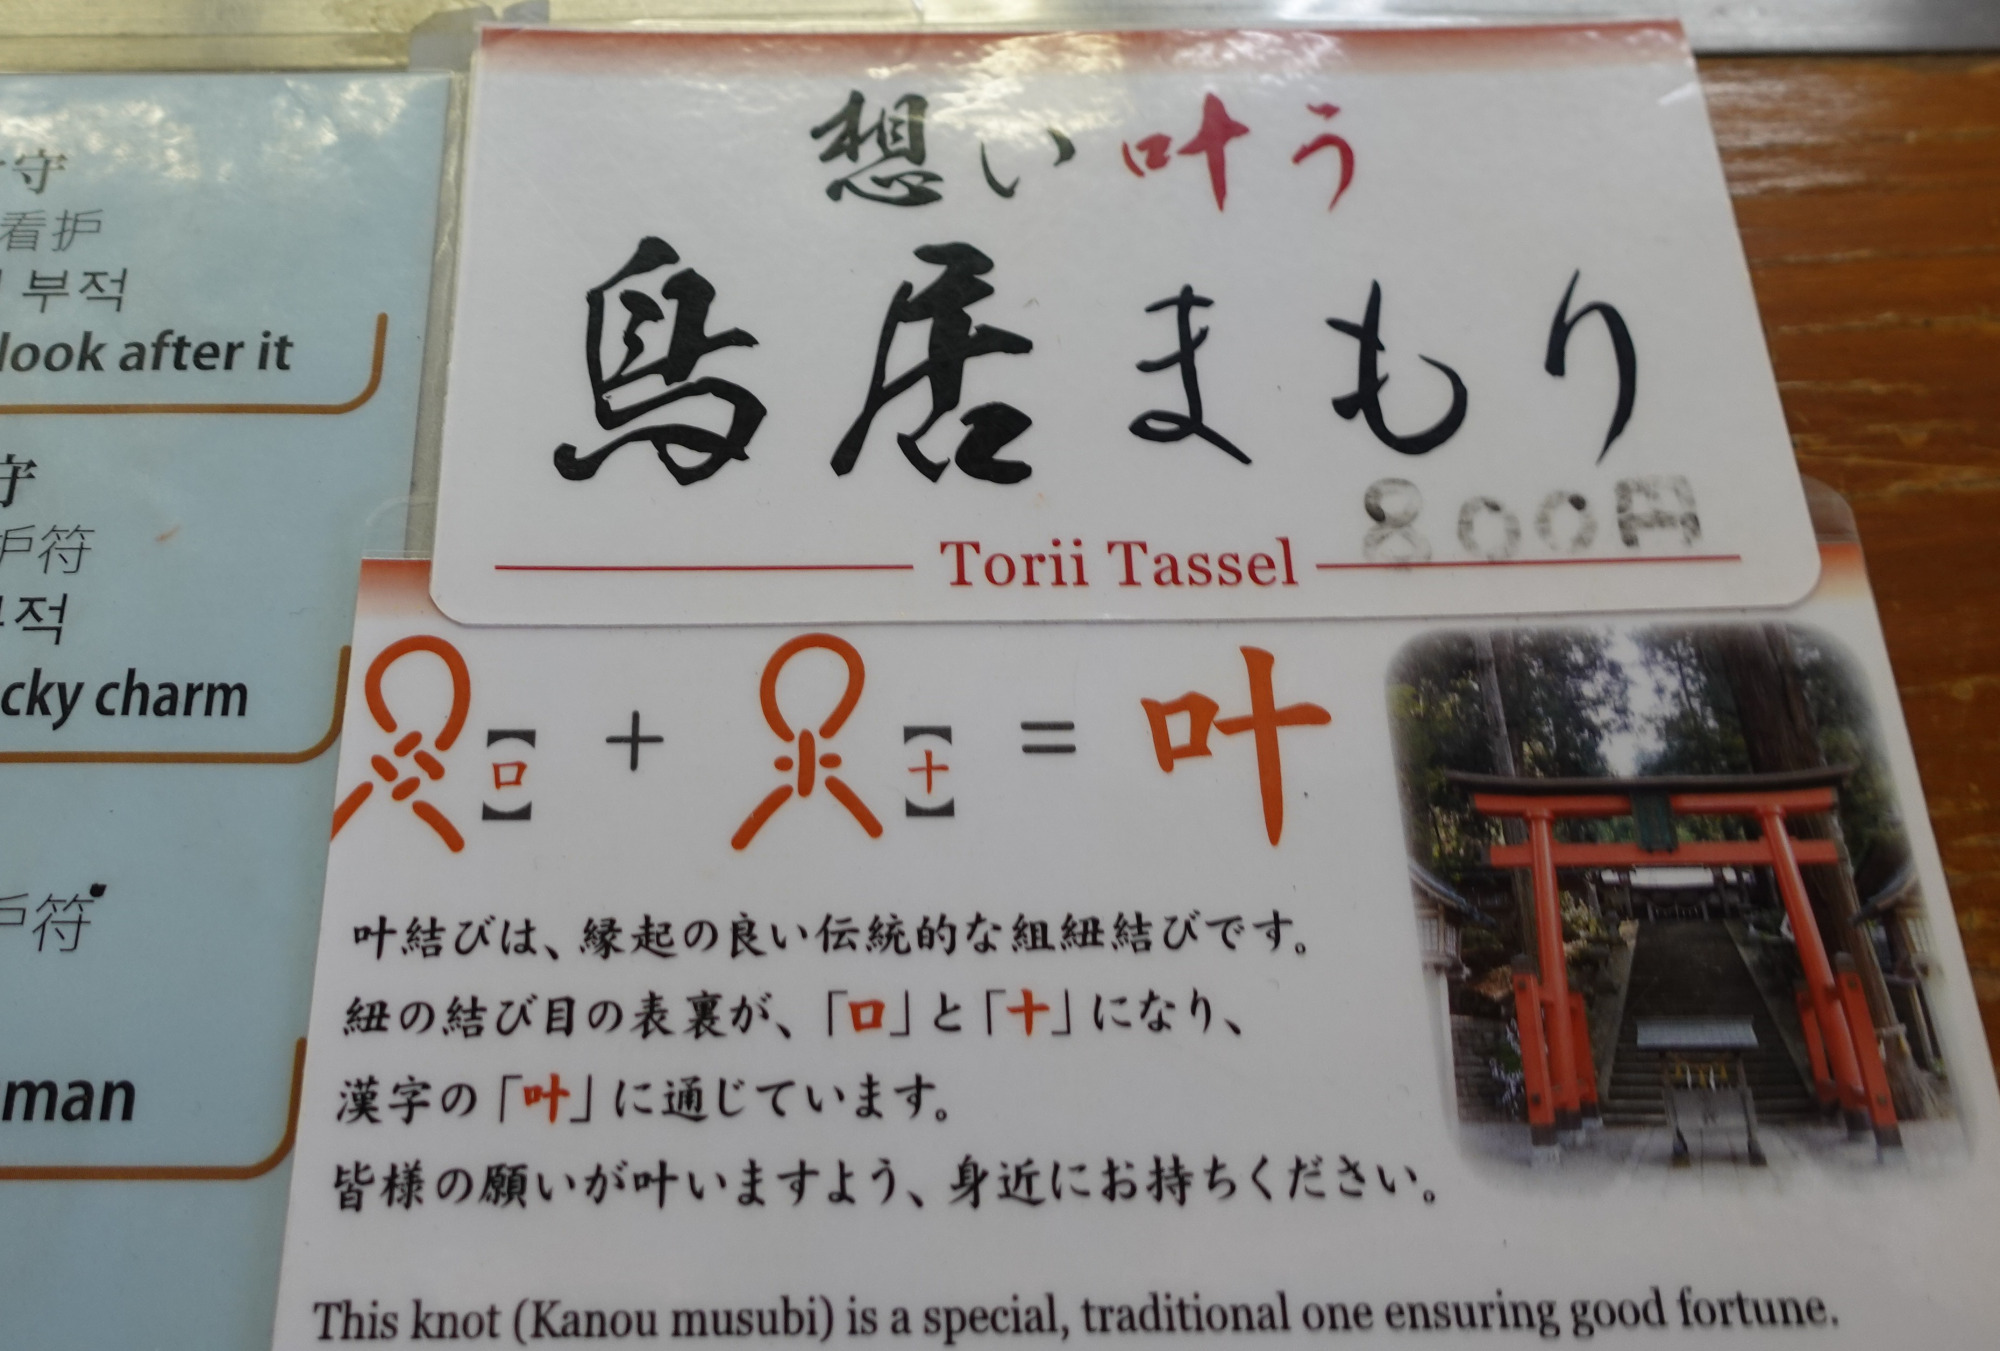 守
看护
부적
look after it
守
护符
부적
cky charm
护符
man
想い叶う
鳥居まもり
800円
Torii Tassel
【口】 + 【十】 = 叶
叶結びは、縁起の良い伝統的な組紐結びです。
紐の結び目の表裏が、「口」と「十」になり、
漢字の「叶」に通じています。
皆様の願いが叶いますよう、身近にお持ちください。
This knot (Kanou musubi) is a special, traditional one ensuring good fortune.